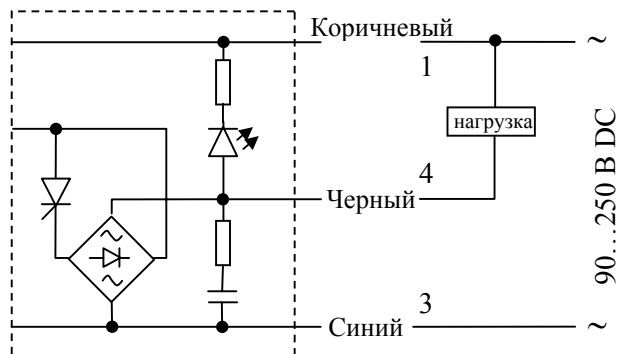 Коричневый
~
1
нагрузка
4
Черный
90...250 В DC
3
Синий
~
~
~